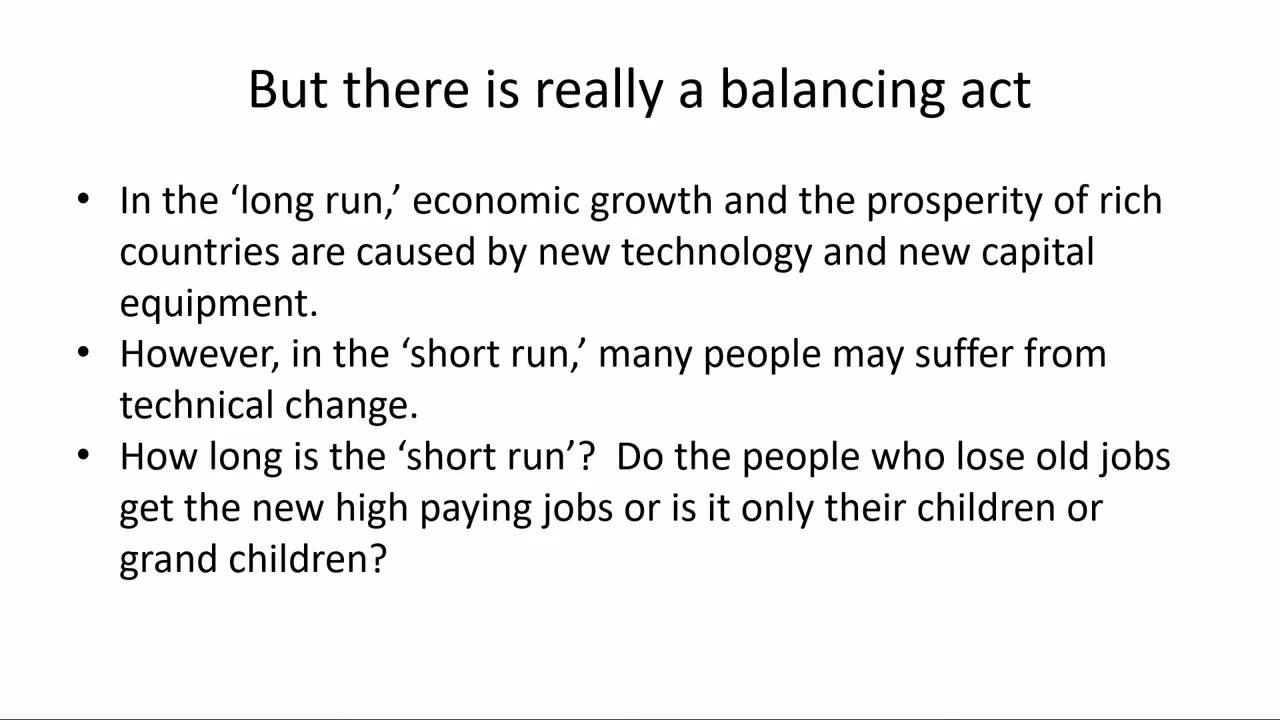 But there is really a balancing act
• In the ‘long run,’ economic growth and the prosperity of rich
countries are caused by new technology and new capital
equipment.
• However, in the ‘short run,’ many people may suffer from
technical change.
• How long is the ‘short run’?  Do the people who lose old jobs
get the new high paying jobs or is it only their children or
grand children?